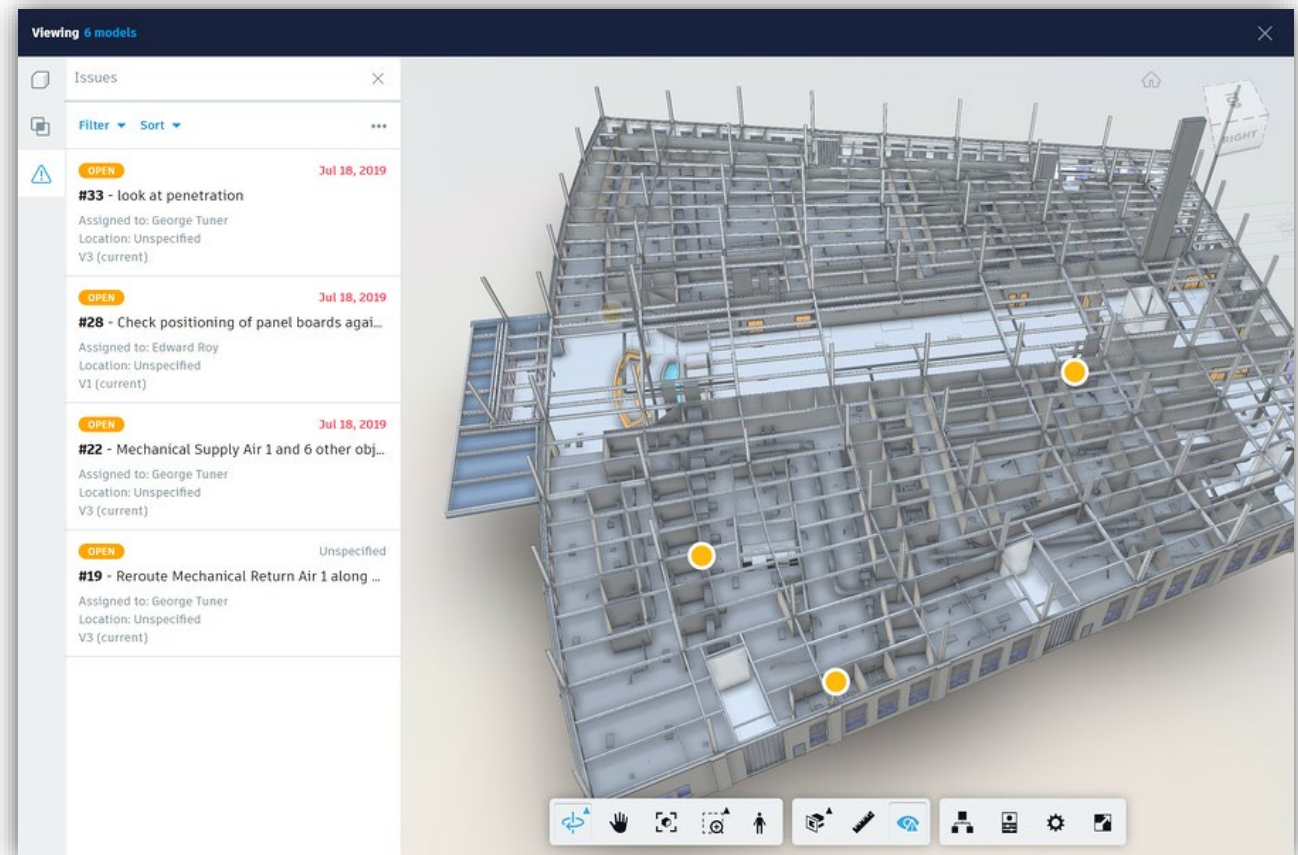 Viewing 6 models
Issues
Filter Sort
OPEN Jul 18, 2019
#33 - look at penetration
Assigned to: George Tuner
Location: Unspecified
V3 (current)
OPEN Jul 18, 2019
#28 - Check positioning of panel boards agai...
Assigned to: Edward Roy
Location: Unspecified
V1 (current)
OPEN Jul 18, 2019
#22 - Mechanical Supply Air 1 and 6 other obj...
Assigned to: George Tuner
Location: Unspecified
V3 (current)
OPEN Unspecified
#19 - Reroute Mechanical Return Air 1 along ...
Assigned to: George Tuner
Location: Unspecified
V3 (current)
TOP
RIGHT